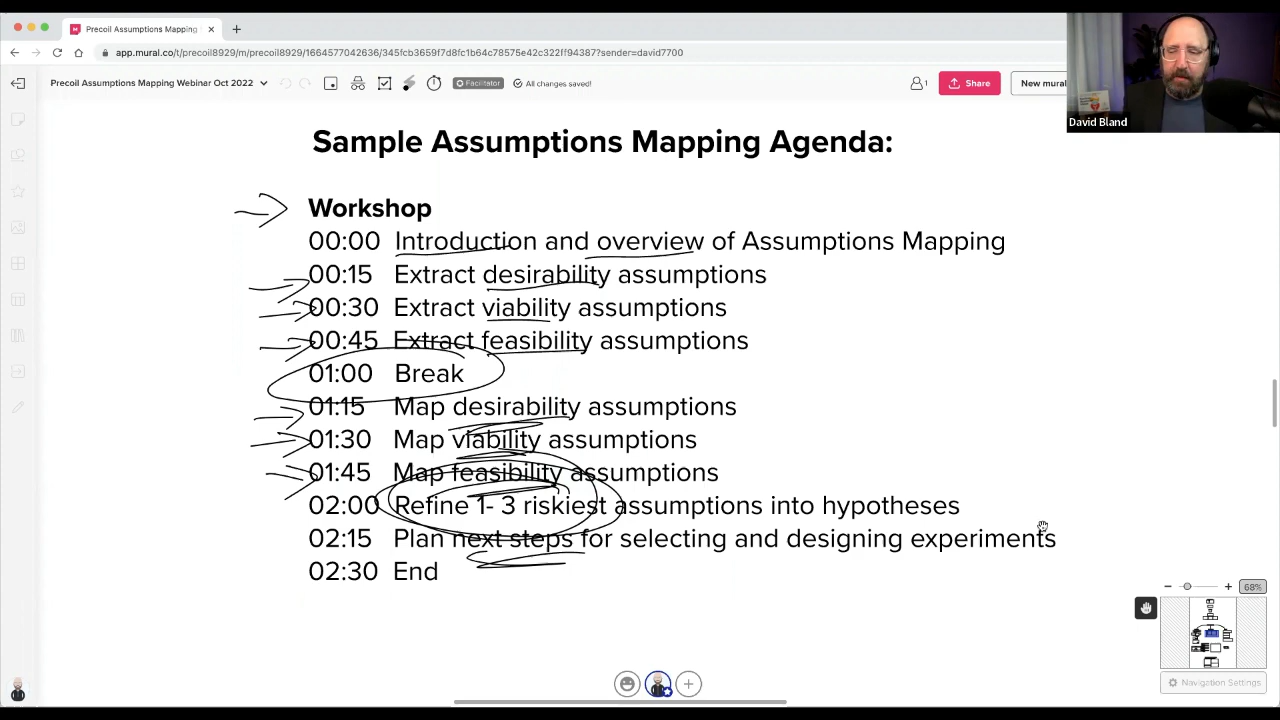 Precoil Assumptions Mapping
app.mural.co/t/precoil8929/m/precoil8929/1664577042636/345fcb3659f7d8fc1b64c78575e42c322ff94387?sender=david7700
Precoil Assumptions Mapping Webinar Oct 2022
Facilitator
All changes saved!
1
Share
New mural
David Bland
Sample Assumptions Mapping Agenda:
Workshop
00:00 Introduction and overview of Assumptions Mapping
00:15 Extract desirability assumptions
00:30 Extract viability assumptions
00:45 Extract feasibility assumptions
01:00 Break
01:15 Map desirability assumptions
01:30 Map viability assumptions
01:45 Map feasibility assumptions
02:00 Refine 1- 3 riskiest assumptions into hypotheses
02:15 Plan next steps for selecting and designing experiments
02:30 End
68%
Navigation Settings